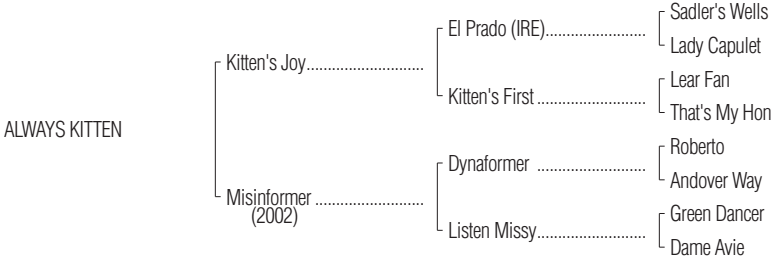 Sadler's Wells
El Prado (IRE)........................
Lady Capulet
Kitten's Joy............................
Lear Fan
Kitten's First ..........................
That's My Hon
ALWAYS KITTEN
Roberto
Dynaformer ..........................
Andover Way
Misinformer ..........................
(2002)
Green Dancer
Listen Missy..........................
Dame Avie